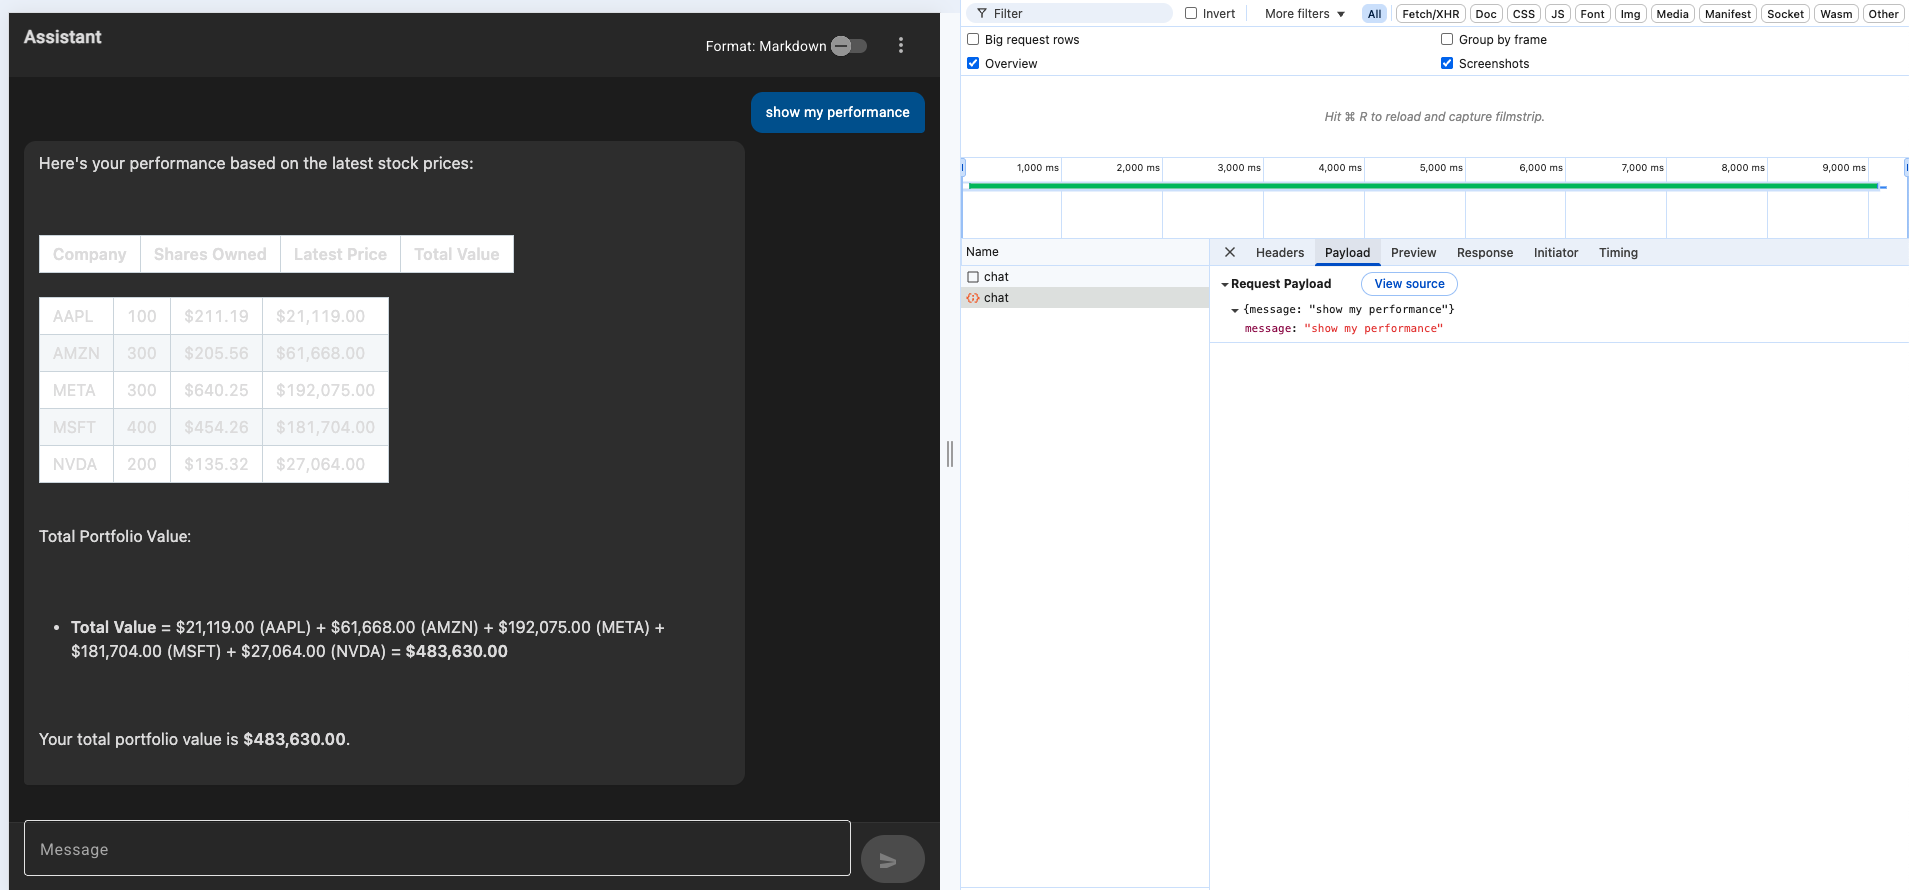 Assistant
Format: Markdown
show my performance
Here's your performance based on the latest stock prices:
Company Shares Owned Latest Price Total Value
AAPL 100 $211.19 $21,119.00
AMZN 300 $205.56 $61,668.00
META 300 $640.25 $192,075.00
MSFT 400 $454.26 $181,704.00
NVDA 200 $135.32 $27,064.00
Total Portfolio Value:
• Total Value = $21,119.00 (AAPL) + $61,668.00 (AMZN) + $192,075.00 (META) +
$181,704.00 (MSFT) + $27,064.00 (NVDA) = $483,630.00
Your total portfolio value is $483,630.00.
Message
Filter Invert More filters All Fetch/XHR Doc CSS JS Font Img Media Manifest Socket Wasm Other
Big request rows Group by frame
Overview Screenshots
Hit ⌘ R to reload and capture filmstrip.
1,000 ms 2,000 ms 3,000 ms 4,000 ms 5,000 ms 6,000 ms 7,000 ms 8,000 ms 9,000 ms
Name
chat
chat
Headers Payload Preview Response Initiator Timing
Request Payload View source
{message: "show my performance"}
message: "show my performance"